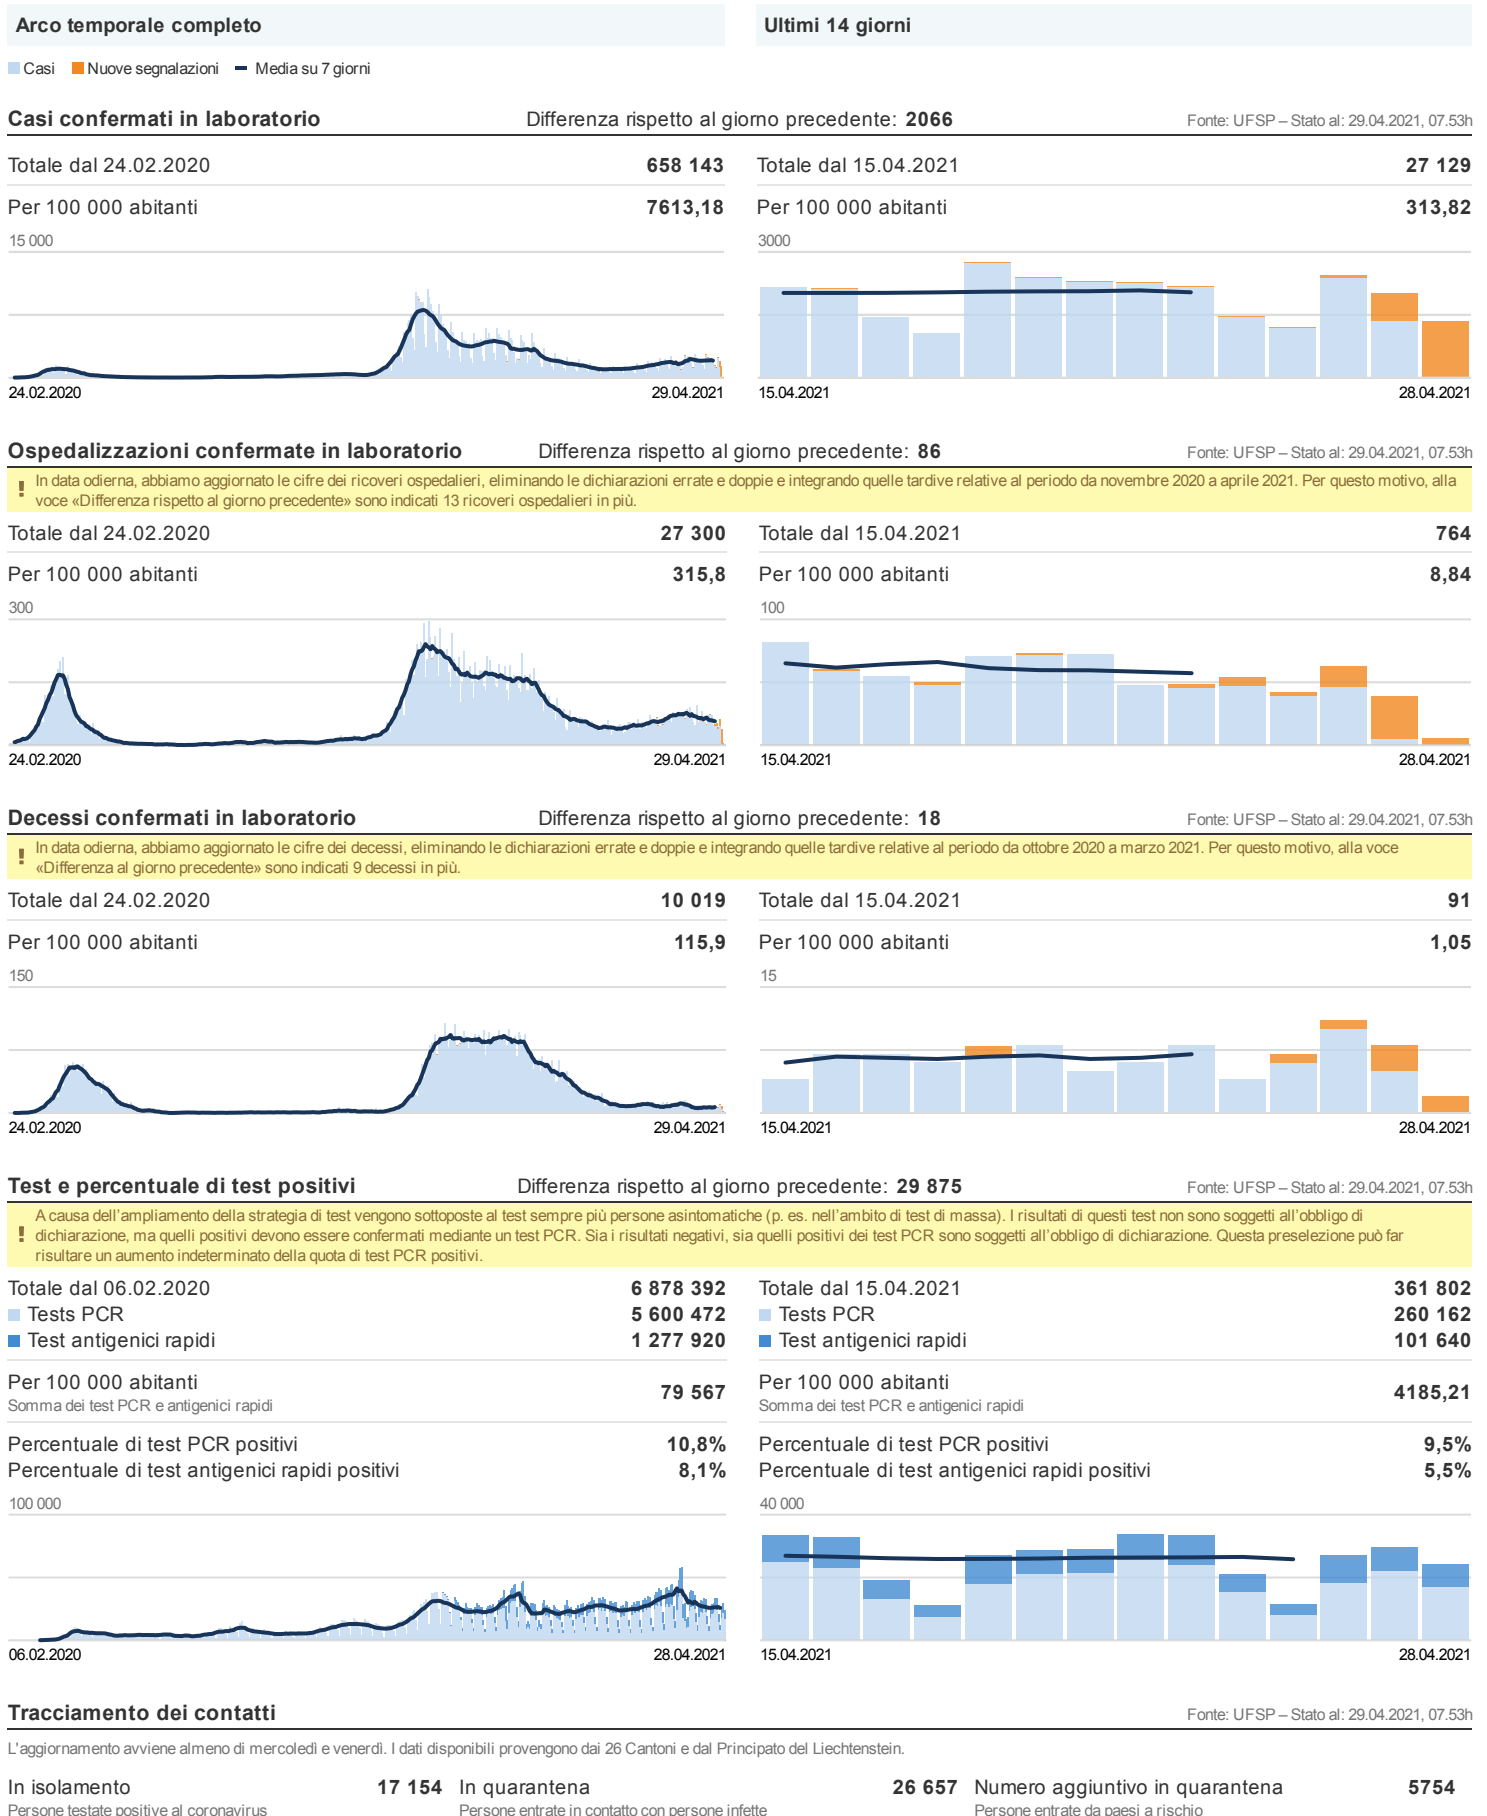 Arco temporale completo
Ultimi 14 giorni
Casi Nuove segnalazioni Media su 7 giorni
Casi confermati in laboratorio Differenza rispetto al giorno precedente: 2066 Fonte: UFSP – Stato al: 29.04.2021, 07.53h
Totale dal 24.02.2020 658 143
Totale dal 15.04.2021 27 129
Per 100 000 abitanti 7613,18
Per 100 000 abitanti 313,82
15 000
3000
24.02.2020 29.04.2021
15.04.2021 28.04.2021
Ospedalizzazioni confermate in laboratorio Differenza rispetto al giorno precedente: 86 Fonte: UFSP – Stato al: 29.04.2021, 07.53h
! In data odierna, abbiamo aggiornato le cifre dei ricoveri ospedalieri, eliminando le dichiarazioni errate e doppie e integrando quelle tardive relative al periodo da novembre 2020 a aprile 2021. Per questo motivo, alla
voce «Differenza rispetto al giorno precedente» sono indicati 13 ricoveri ospedalieri in più.
Totale dal 24.02.2020 27 300
Totale dal 15.04.2021 764
Per 100 000 abitanti 315,8
Per 100 000 abitanti 8,84
300
100
24.02.2020 29.04.2021
15.04.2021 28.04.2021
Decessi confermati in laboratorio Differenza rispetto al giorno precedente: 18 Fonte: UFSP – Stato al: 29.04.2021, 07.53h
! In data odierna, abbiamo aggiornato le cifre dei decessi, eliminando le dichiarazioni errate e doppie e integrando quelle tardive relative al periodo da ottobre 2020 a marzo 2021. Per questo motivo, alla voce
«Differenza al giorno precedente» sono indicati 9 decessi in più.
Totale dal 24.02.2020 10 019
Totale dal 15.04.2021 91
Per 100 000 abitanti 115,9
Per 100 000 abitanti 1,05
150
15
24.02.2020 29.04.2021
15.04.2021 28.04.2021
Test e percentuale di test positivi Differenza rispetto al giorno precedente: 29 875 Fonte: UFSP – Stato al: 29.04.2021, 07.53h
A causa dell'ampliamento della strategia di test vengono sottoposte al test sempre più persone asintomatiche (p. es. nell'ambito di test di massa). I risultati di questi test non sono soggetti all'obbligo di
! dichiarazione, ma quelli positivi devono essere confermati mediante un test PCR. Sia i risultati negativi, sia quelli positivi dei test PCR sono soggetti all'obbligo di dichiarazione. Questa preselezione può far
risultare un aumento indeterminato della quota di test PCR positivi.
Totale dal 06.02.2020 6 878 392
Tests PCR 5 600 472
Test antigenici rapidi 1 277 920
Totale dal 15.04.2021 361 802
Tests PCR 260 162
Test antigenici rapidi 101 640
Per 100 000 abitanti 79 567
Somma dei test PCR e antigenici rapidi
Per 100 000 abitanti 4185,21
Somma dei test PCR e antigenici rapidi
Percentuale di test PCR positivi 10,8%
Percentuale di test antigenici rapidi positivi 8,1%
Percentuale di test PCR positivi 9,5%
Percentuale di test antigenici rapidi positivi 5,5%
100 000
40 000
06.02.2020 28.04.2021
15.04.2021 28.04.2021
Tracciamento dei contatti Fonte: UFSP – Stato al: 29.04.2021, 07.53h
L'aggiornamento avviene almeno di mercoledì e venerdì. I dati disponibili provengono dai 26 Cantoni e dal Principato del Liechtenstein.
In isolamento 17 154 In quarantena 26 657 Numero aggiuntivo in quarantena 5754
Persone testate positive al coronavirus Persone entrate in contatto con persone infette Persone entrate da paesi a rischio